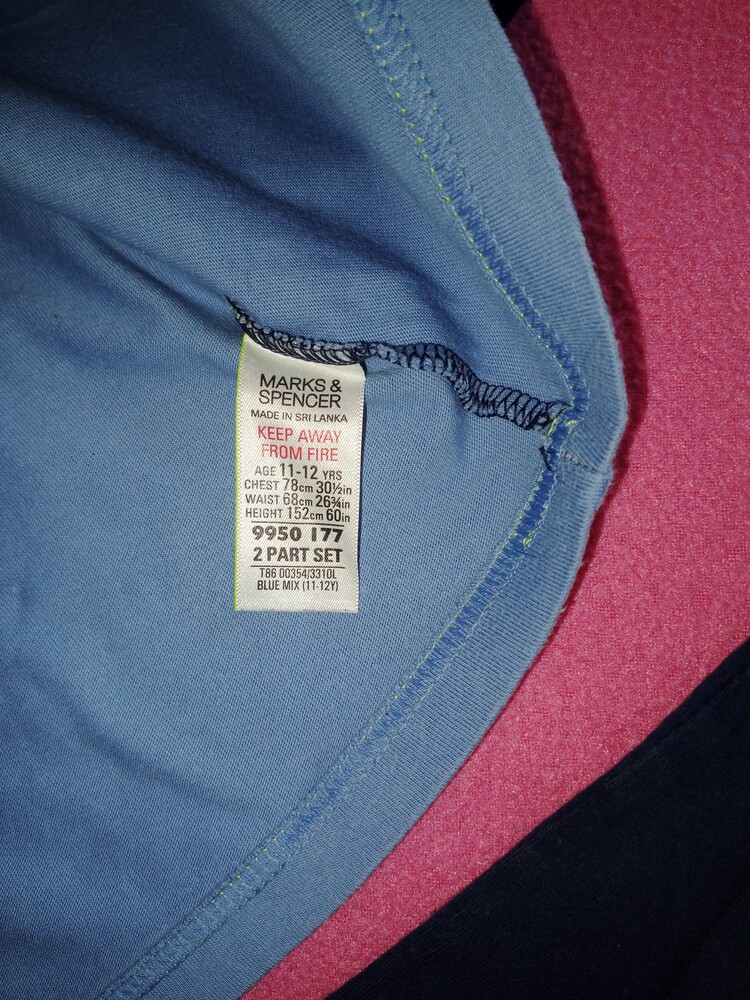 MARKS &
SPENCER
MADE IN SRI LANKA
KEEP AWAY
FROM FIRE
AGE 11-12 YRS
CHEST 78cm 30½in
WAIST 68cm 26¾in
HEIGHT 152cm 60in
9950 177
2 PART SET
T86 00354/3310L
BLUE MIX (11-12Y)